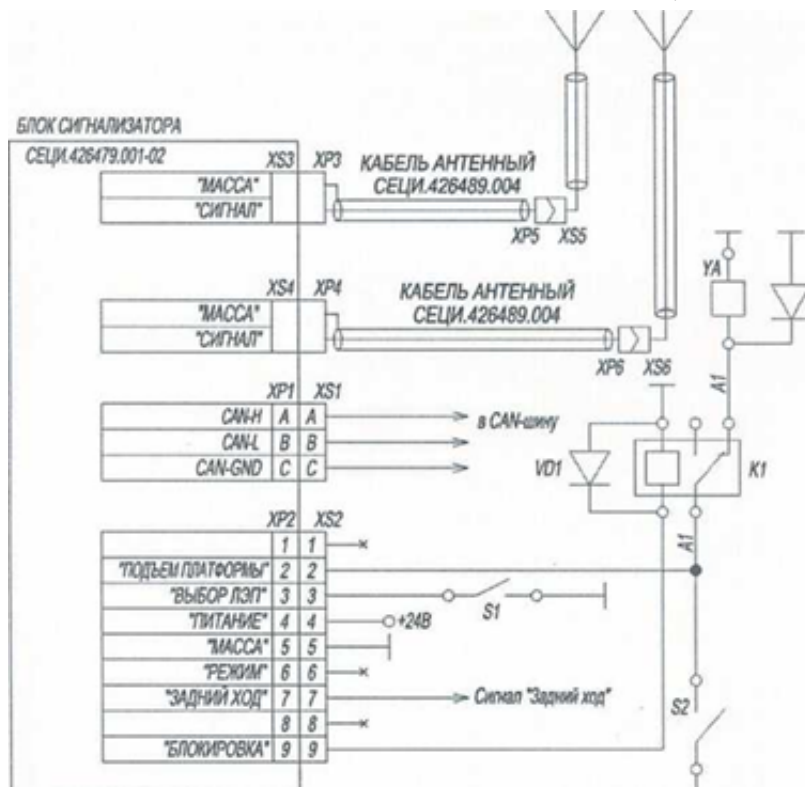 БЛОК СИГНАЛИЗАТОРА
СЕЦИ.426479.001-02
XS3 XP3
"МАССА"
"СИГНАЛ"
КАБЕЛЬ АНТЕННЫЙ
СЕЦИ.426489.004
XP5 XS5
XS4 XP4
"МАССА"
"СИГНАЛ"
КАБЕЛЬ АНТЕННЫЙ
СЕЦИ.426489.004
XP6 XS6
YA
A1
XP1 XS1
CAN-H A A
CAN-L B B
CAN-GND C C
в CAN-шину
VD1
K1
A1
XP2 XS2
1 1
"ПОДЪЕМ ПЛАТФОРМЫ" 2 2
"ВЫБОР ЛЭП" 3 3
S1
"ПИТАНИЕ" 4 4 +24В
"МАССА" 5 5
"РЕЖИМ" 6 6
"ЗАДНИЙ ХОД" 7 7 Сигнал "Задний ход"
8 8
"БЛОКИРОВКА" 9 9
S2